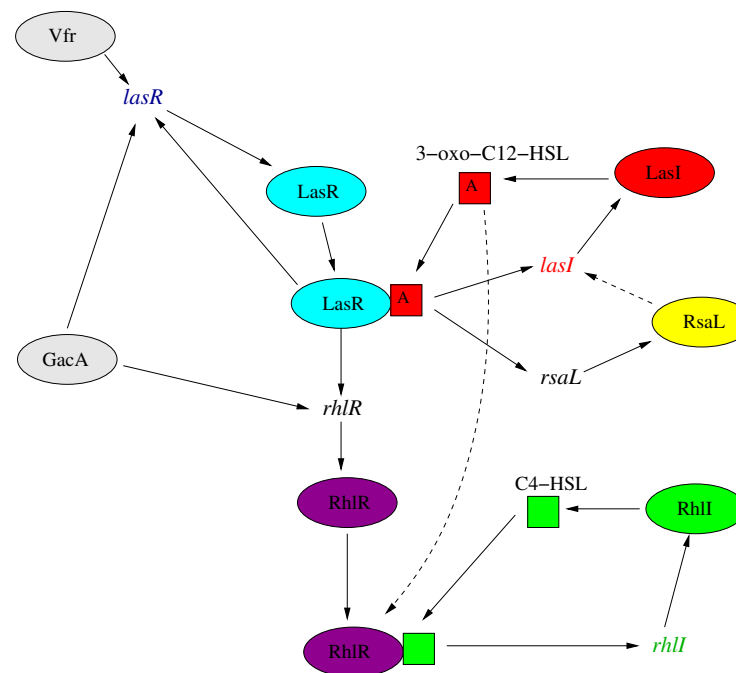 Vfr
lasR
3−oxo−C12−HSL
A
LasI
LasR
lasI
LasR
A
RsaL
GacA
rsaL
rhlR
C4−HSL
RhlR
RhlI
RhlR
rhlI